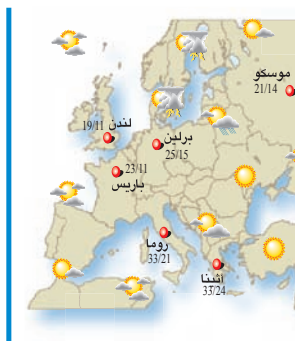 موسكو
21/14
لندن
19/11
برلين
25/15
23/11
باريس
روما
33/21
أثينا
33/24